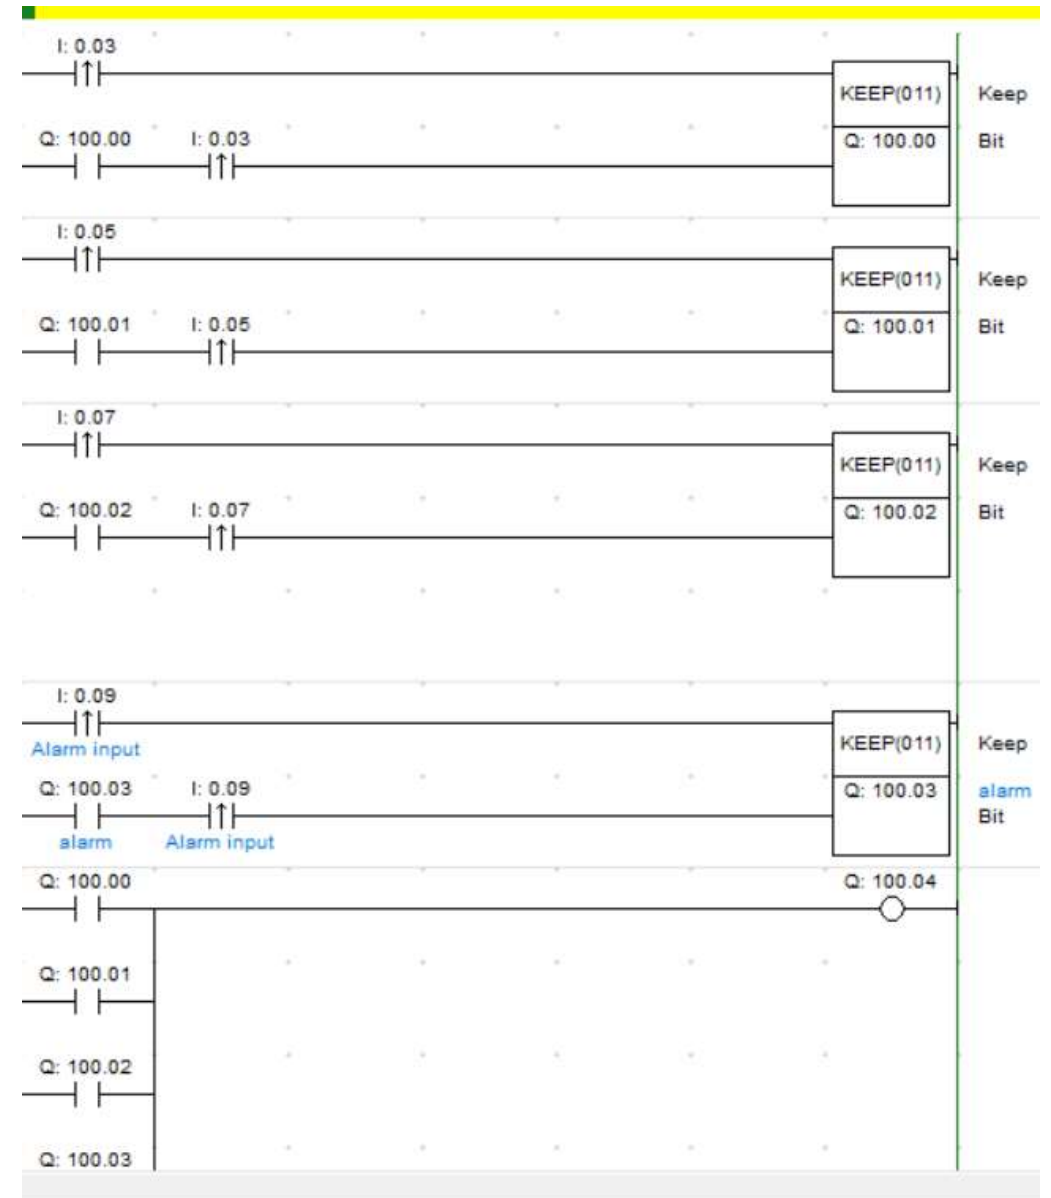 I: 0.03
KEEP(011) Keep
Q: 100.00 I: 0.03 Q: 100.00 Bit
I: 0.05
KEEP(011) Keep
Q: 100.01 I: 0.05 Q: 100.01 Bit
I: 0.07
KEEP(011) Keep
Q: 100.02 I: 0.07 Q: 100.02 Bit
I: 0.09
Alarm input KEEP(011) Keep
Q: 100.03 I: 0.09 Q: 100.03 alarm
Bit
alarm Alarm input
Q: 100.00 Q: 100.04
Q: 100.01
Q: 100.02
Q: 100.03